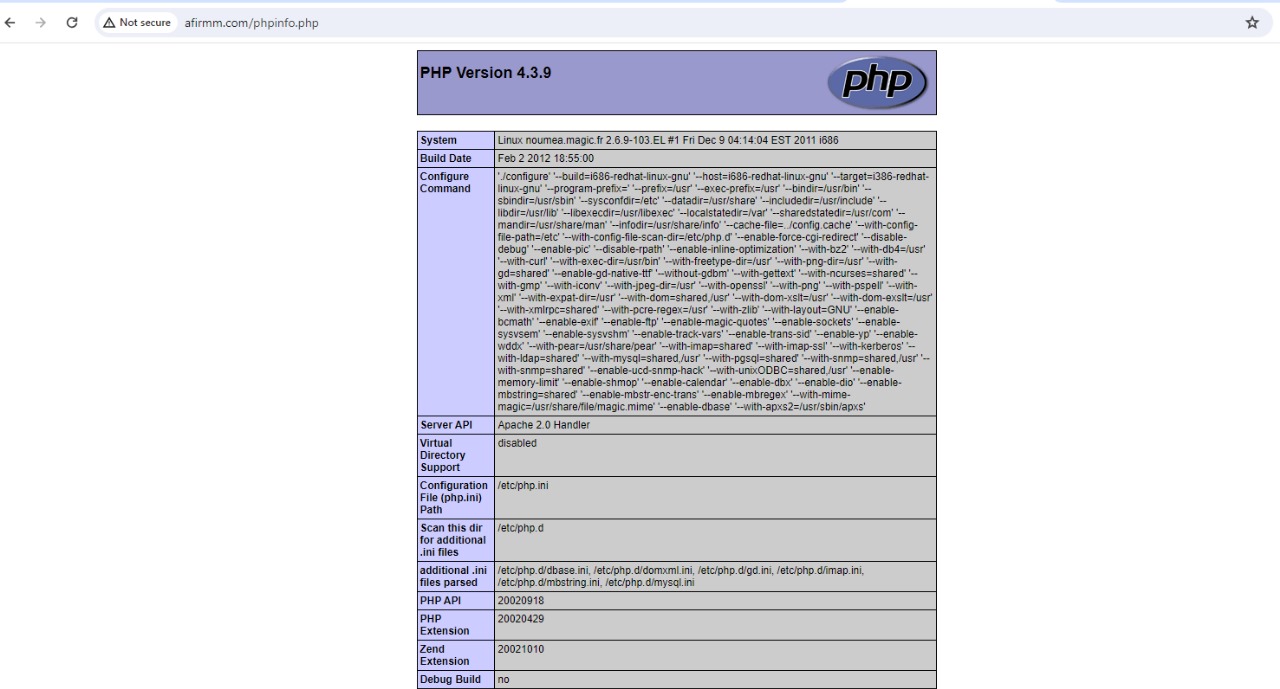 Not secure afirmm.com/phpinfo.php
PHP Version 4.3.9
php
System Linux noumea.magic.fr 2.6.9-103.EL #1 Fri Dec 9 04:14:04 EST 2011 i686
Build Date Feb 2 2012 18:55:00
Configure
Command
'./configure' '--build=i686-redhat-linux-gnu' '--host=i686-redhat-linux-gnu' '--target=i386-redhat-
linux-gnu' '--program-prefix=' '--prefix=/usr' '--exec-prefix=/usr' '--bindir=/usr/bin' '--
sbindir=/usr/sbin' '--sysconfdir=/etc' '--datadir=/usr/share' '--includedir=/usr/include' '--
libdir=/usr/lib' '--libexecdir=/usr/libexec' '--localstatedir=/var' '--sharedstatedir=/usr/com' '--
mandir=/usr/share/man' '--infodir=/usr/share/info' '--cache-file=../config.cache' '--with-config-
file-path=/etc' '--with-config-file-scan-dir=/etc/php.d' '--enable-force-cgi-redirect' '--disable-
debug' '--enable-pic' '--disable-rpath' '--enable-inline-optimization' '--with-bz2' '--with-db4=/usr'
'--with-curl' '--with-exec-dir=/usr/bin' '--with-freetype-dir=/usr' '--with-png-dir=/usr' '--with-
gd=shared' '--enable-gd-native-ttf' '--without-gdbm' '--with-gettext' '--with-ncurses=shared' '--
with-gmp' '--with-iconv' '--with-jpeg-dir=/usr' '--with-openssl' '--with-png' '--with-pspell' '--with-
xml' '--with-expat-dir=/usr' '--with-dom=shared,/usr' '--with-dom-xslt=/usr' '--with-dom-exslt=/usr'
'--with-xmlrpc=shared' '--with-pcre-regex=/usr' '--with-zlib' '--with-layout=GNU' '--enable-
bcmath' '--enable-exif' '--enable-ftp' '--enable-magic-quotes' '--enable-sockets' '--enable-
sysvsem' '--enable-sysvshm' '--enable-track-vars' '--enable-trans-sid' '--enable-yp' '--enable-
wddx' '--with-pear=/usr/share/pear' '--with-imap=shared' '--with-imap-ssl' '--with-kerberos' '--
with-ldap=shared' '--with-mysql=shared,/usr' '--with-pgsql=shared' '--with-snmp=shared,/usr' '--
with-snmp=shared' '--enable-ucd-snmp-hack' '--with-unixODBC=shared,/usr' '--enable-
memory-limit' '--enable-shmop' '--enable-calendar' '--enable-dbx' '--enable-dio' '--enable-
mbstring=shared' '--enable-mbstr-enc-trans' '--enable-mbregex' '--with-mime-
magic=/usr/share/file/magic.mime' '--enable-dbase' '--with-apxs2=/usr/sbin/apxs'
Server API Apache 2.0 Handler
Virtual
Directory
Support
disabled
Configuration
File (php.ini)
Path
/etc/php.ini
Scan this dir
for additional
.ini files
/etc/php.d
additional .ini
files parsed
/etc/php.d/dbase.ini, /etc/php.d/domxml.ini, /etc/php.d/gd.ini, /etc/php.d/imap.ini,
/etc/php.d/mbstring.ini, /etc/php.d/mysql.ini
PHP API 20020918
PHP
Extension
20020429
Zend
Extension
20021010
Debug Build no